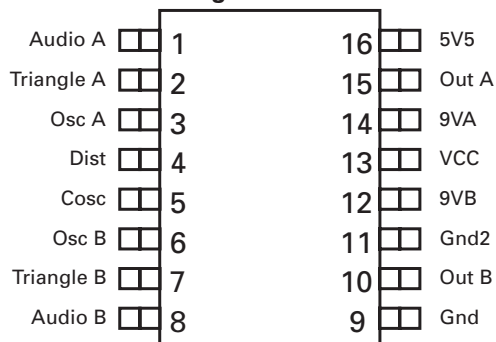 Audio A 1 16 5V5
Triangle A 2 15 Out A
Osc A 3 14 9VA
Dist 4 13 VCC
Cosc 5 12 9VB
Osc B 6 11 Gnd2
Triangle B 7 10 Out B
Audio B 8 9 Gnd